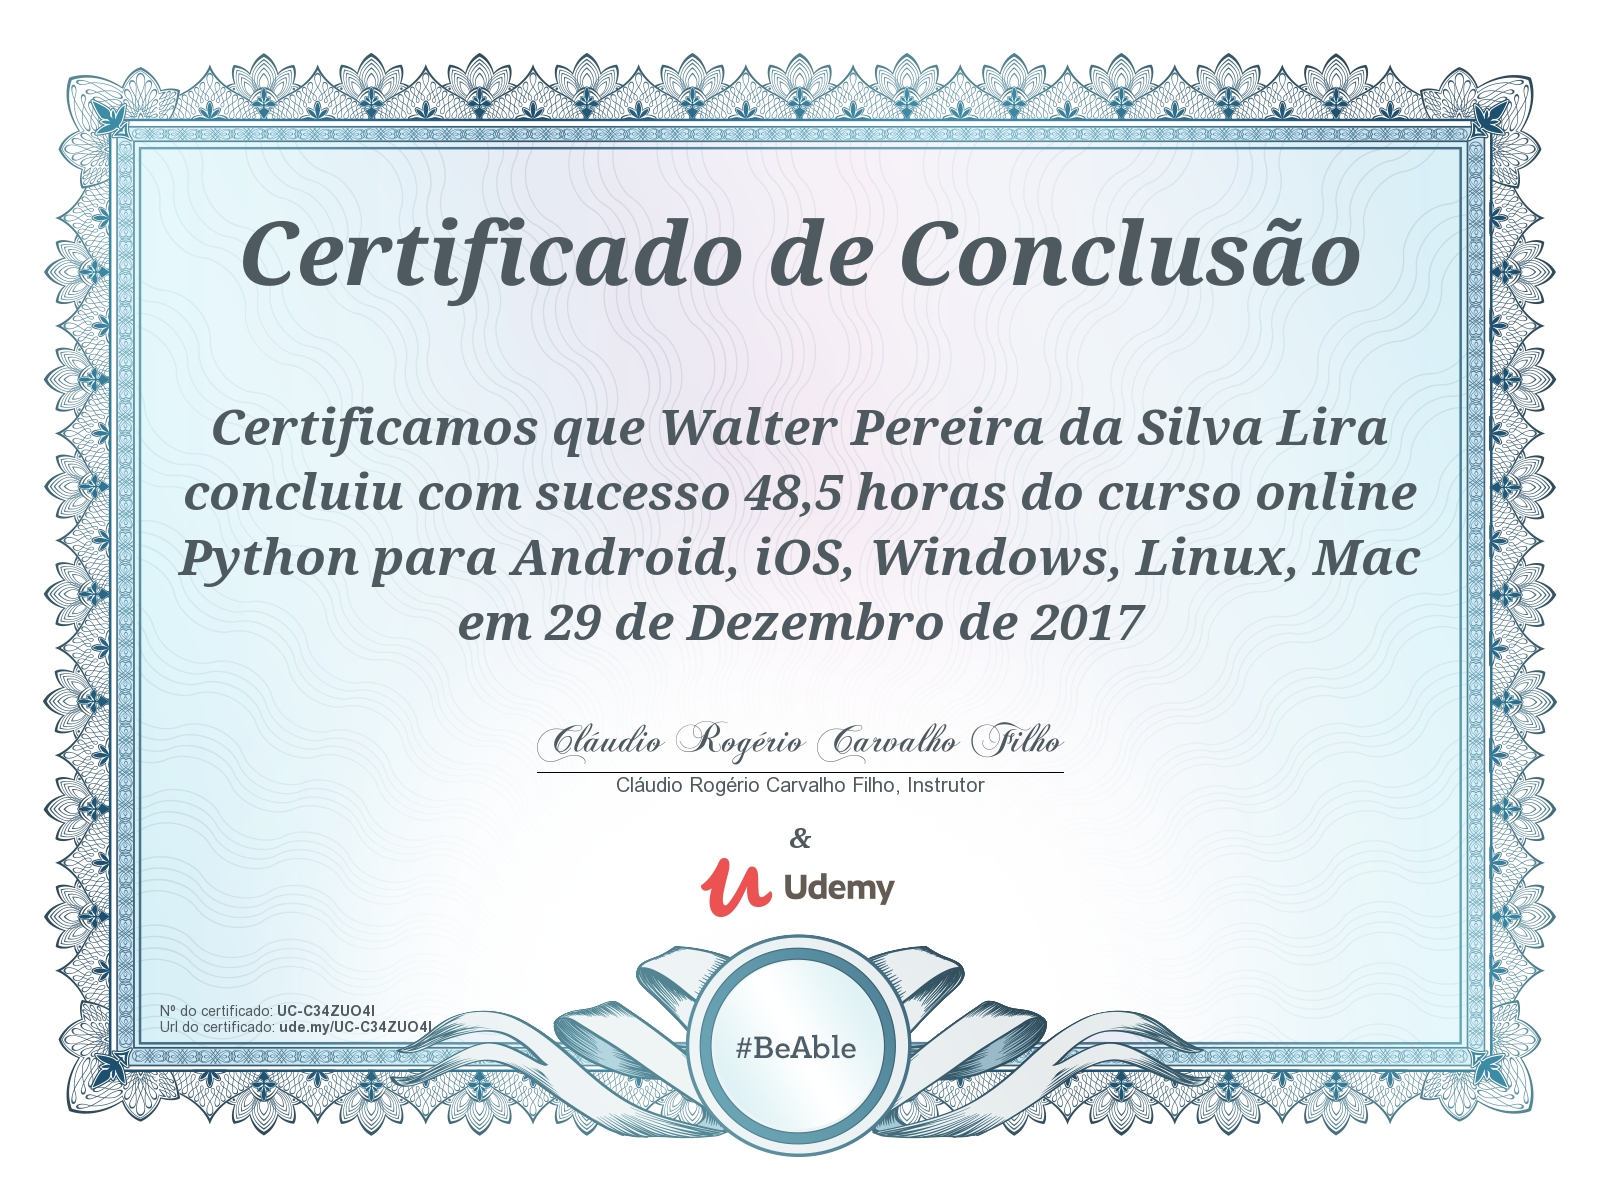 Certificado de Conclusão
Certificamos que Walter Pereira da Silva Lira
concluiu com sucesso 48,5 horas do curso online
Python para Android, iOS, Windows, Linux, Mac
em 29 de Dezembro de 2017
Cláudio Rogério Carvalho Filho
Cláudio Rogério Carvalho Filho, Instrutor
&
Udemy
Nº do certificado: UC-C34ZUO4I
Url do certificado: ude.my/UC-C34ZUO4I
#BeAble